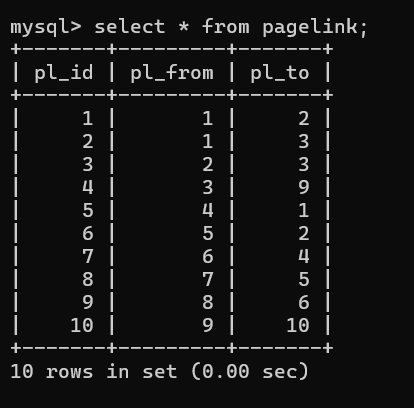 mysql> select * from pagelink;
+-------+---------+-------+
| pl_id | pl_from | pl_to |
+-------+---------+-------+
|     1 |       1 |     2 |
|     2 |       1 |     3 |
|     3 |       2 |     3 |
|     4 |       3 |     9 |
|     5 |       4 |     1 |
|     6 |       5 |     2 |
|     7 |       6 |     4 |
|     8 |       7 |     5 |
|     9 |       8 |     6 |
|    10 |       9 |    10 |
+-------+---------+-------+
10 rows in set (0.00 sec)